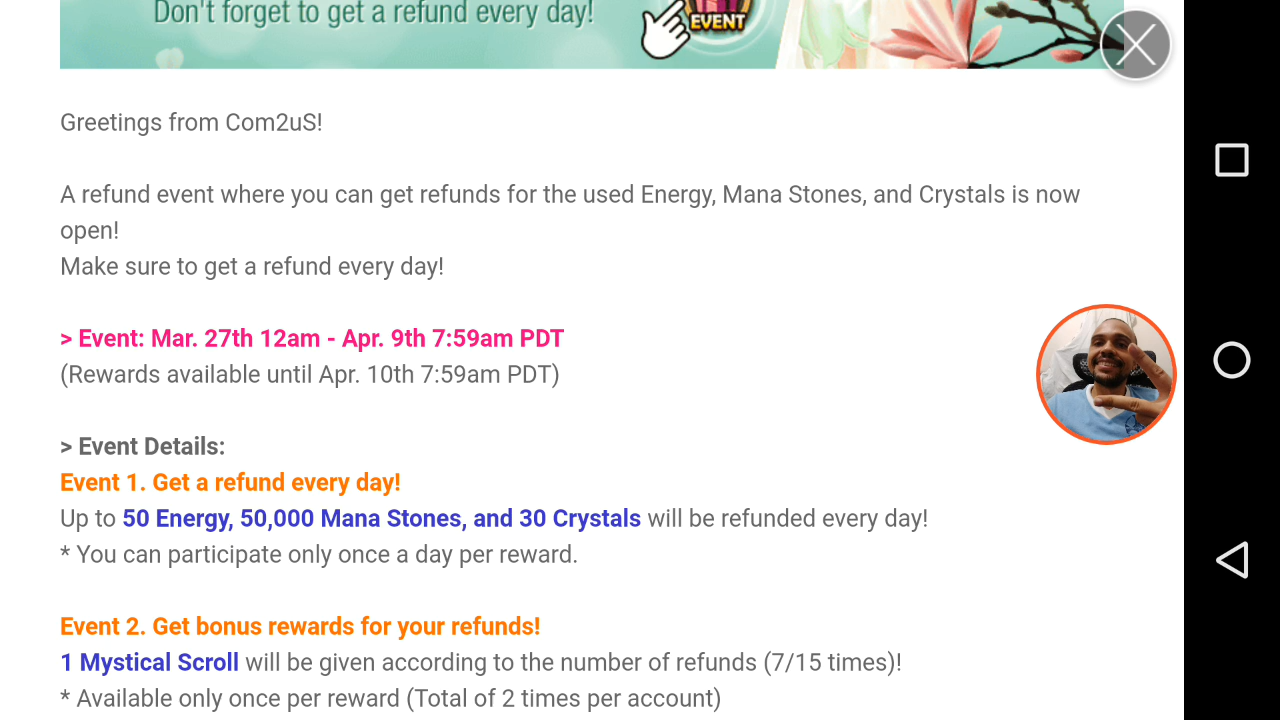 Don't forget to get a refund every day!
EVENT
Greetings from Com2uS!
A refund event where you can get refunds for the used Energy, Mana Stones, and Crystals is now
open!
Make sure to get a refund every day!
> Event: Mar. 27th 12am - Apr. 9th 7:59am PDT
(Rewards available until Apr. 10th 7:59am PDT)
> Event Details:
Event 1. Get a refund every day!
Up to 50 Energy, 50,000 Mana Stones, and 30 Crystals will be refunded every day!
* You can participate only once a day per reward.
Event 2. Get bonus rewards for your refunds!
1 Mystical Scroll will be given according to the number of refunds (7/15 times)!
* Available only once per reward (Total of 2 times per account)